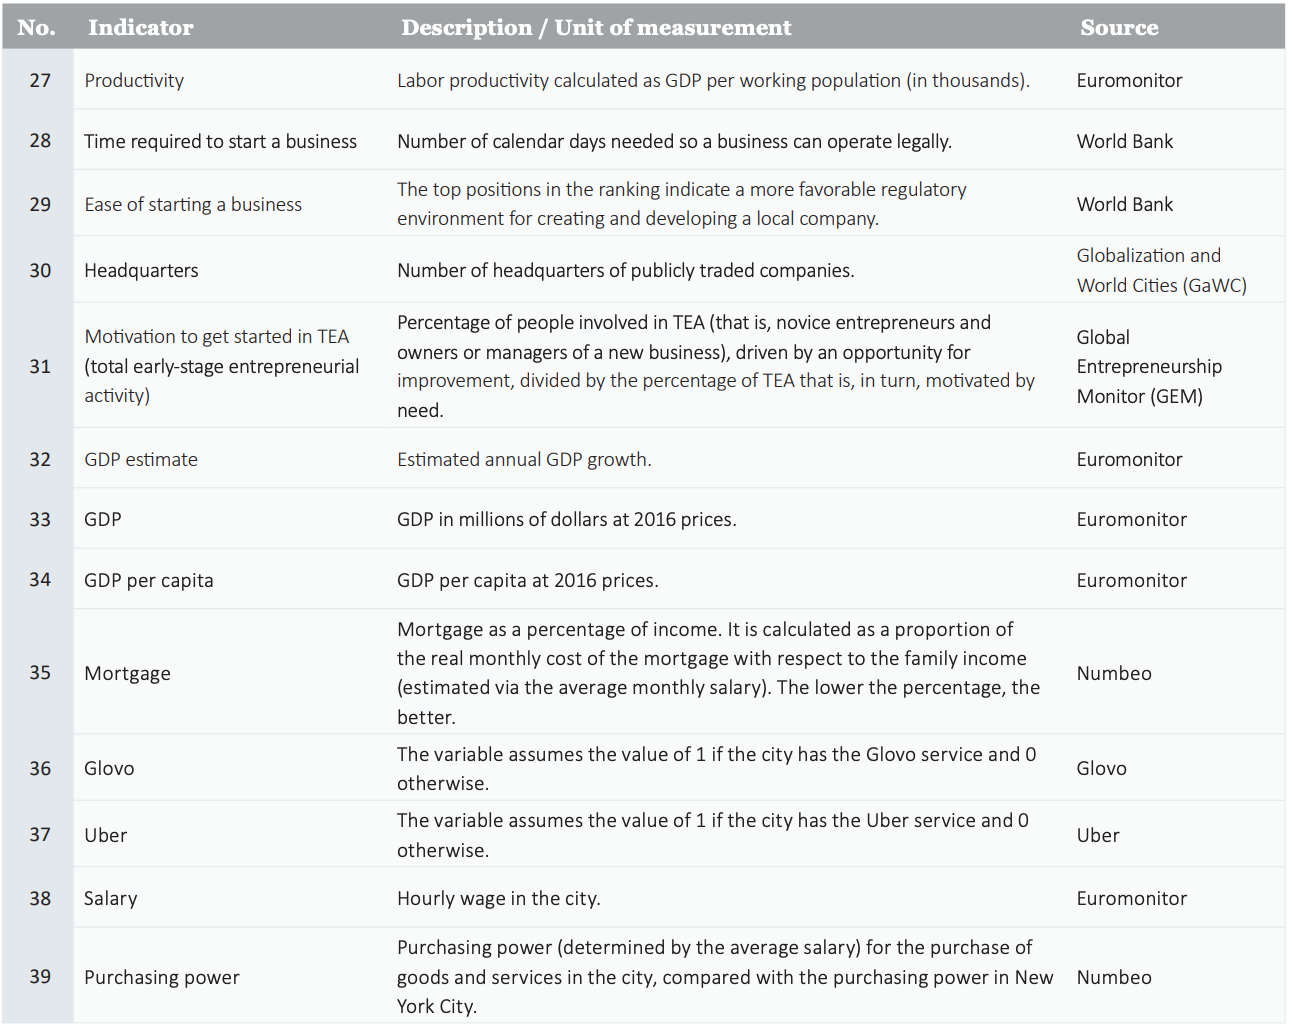 No. Indicator Description / Unit of measurement Source
27 Productivity Labor productivity calculated as GDP per working population (in thousands). Euromonitor
28 Time required to start a business Number of calendar days needed so a business can operate legally. World Bank
29 Ease of starting a business The top positions in the ranking indicate a more favorable regulatory
environment for creating and developing a local company. World Bank
30 Headquarters Number of headquarters of publicly traded companies. Globalization and
World Cities (GaWC)
31 Motivation to get started in TEA
(total early-stage entrepreneurial
activity)
Percentage of people involved in TEA (that is, novice entrepreneurs and
owners or managers of a new business), driven by an opportunity for
improvement, divided by the percentage of TEA that is, in turn, motivated by
need.
Global
Entrepreneurship
Monitor (GEM)
32 GDP estimate Estimated annual GDP growth. Euromonitor
33 GDP GDP in millions of dollars at 2016 prices. Euromonitor
34 GDP per capita GDP per capita at 2016 prices. Euromonitor
35 Mortgage Mortgage as a percentage of income. It is calculated as a proportion of
the real monthly cost of the mortgage with respect to the family income
(estimated via the average monthly salary). The lower the percentage, the
better. Numbeo
36 Glovo The variable assumes the value of 1 if the city has the Glovo service and 0
otherwise. Glovo
37 Uber The variable assumes the value of 1 if the city has the Uber service and 0
otherwise. Uber
38 Salary Hourly wage in the city. Euromonitor
39 Purchasing power Purchasing power (determined by the average salary) for the purchase of
goods and services in the city, compared with the purchasing power in New
York City. Numbeo